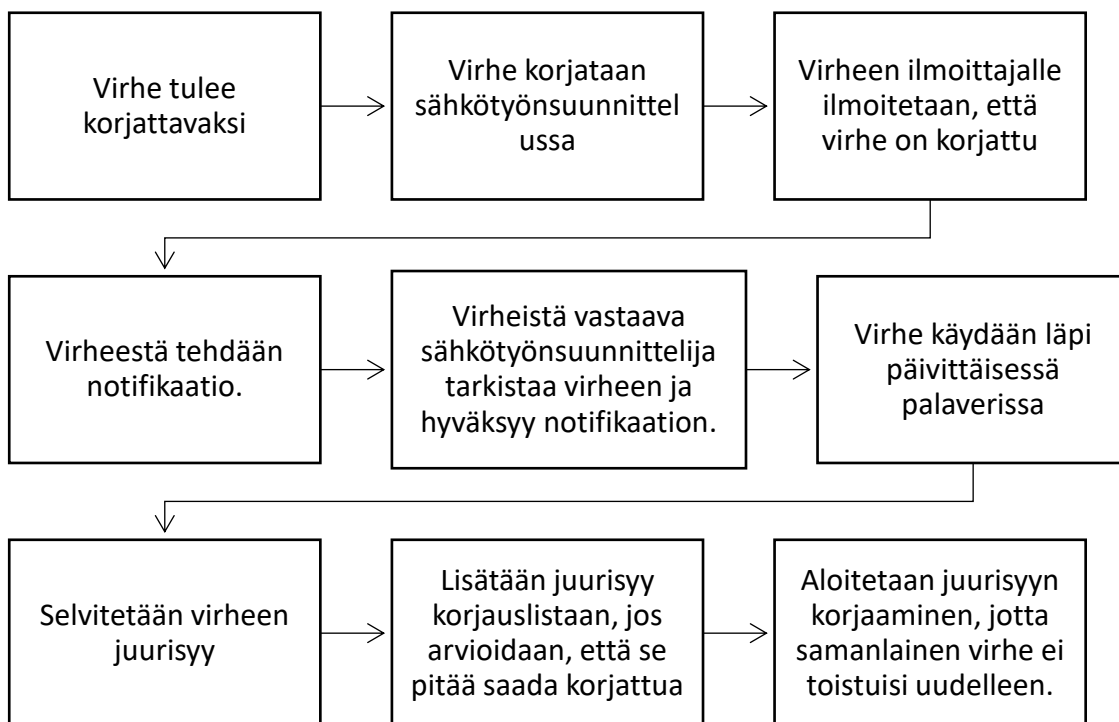 Virhe tulee
korjattavaksi
Virhe korjataan
sähkötyönsuunnittel
ussa
Virheen ilmoittajalle
ilmoitetaan, että
virhe on korjattu
Virheestä tehdään
notifikaatio.
Virheistä vastaava
sähkötyönsuunnittelija
tarkistaa virheen ja
hyväksyy notifikaation.
Virhe käydään läpi
päivittäisessä
palaverissa
Selvitetään virheen
juurisyy
Lisätään juurisyy
korjauslistaan, jos
arvioidaan, että se
pitää saada korjattua
Aloitetaan juurisyyn
korjaaminen, jotta
samanlainen virhe ei
toistuisi uudelleen.